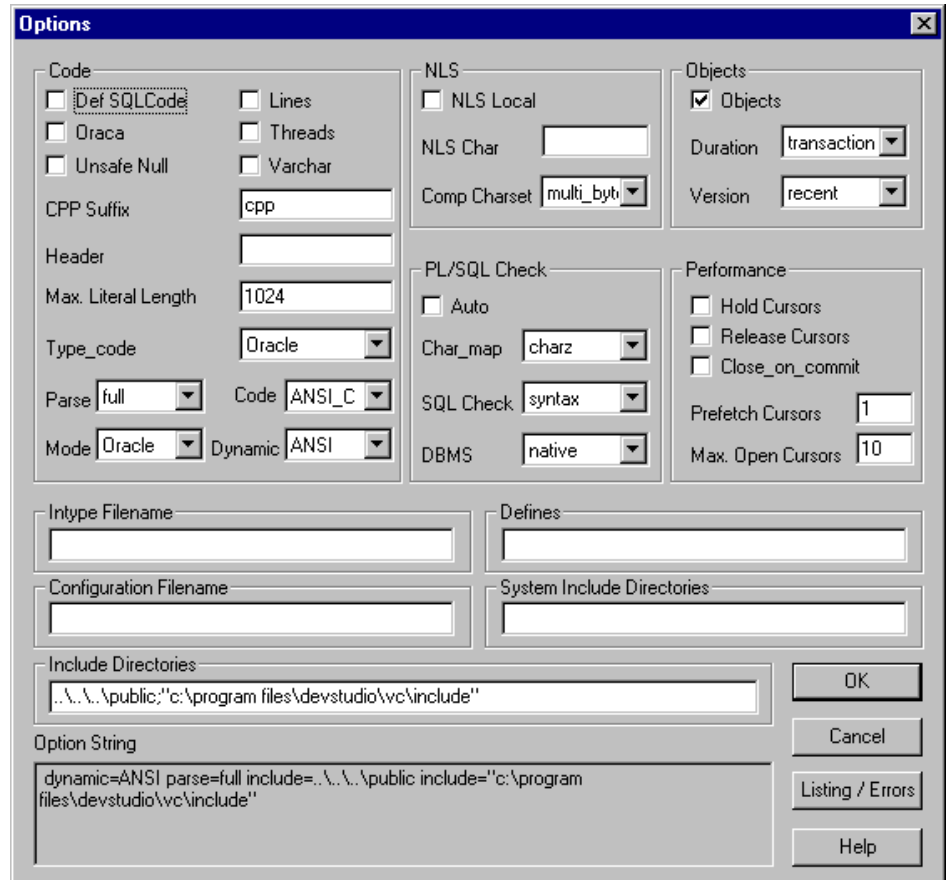 Options
Code
Def SQLCode
Lines
Oraca
Threads
Unsafe Null
Varchar
CPP Suffix
cpp
Header
Max. Literal Length
1024
Type_code
Oracle
Parse
full
Code
ANSI_C
Mode
Oracle
Dynamic
ANSI
NLS
NLS Local
NLS Char
Comp Charset
multi_byt
Objects
Objects
Duration
transaction
Version
recent
PL/SQL Check
Auto
Char_map
charz
SQL Check
syntax
DBMS
native
Performance
Hold Cursors
Release Cursors
Close_on_commit
Prefetch Cursors
1
Max. Open Cursors
10
Intype Filename
Defines
Configuration Filename
System Include Directories
Include Directories
..\..\..\public;"c:\program files\devstudio\vc\include"
OK
Cancel
Option String
dynamic=ANSI parse=full include=..\..\..\public include="c:\program
files\devstudio\vc\include"
Listing / Errors
Help